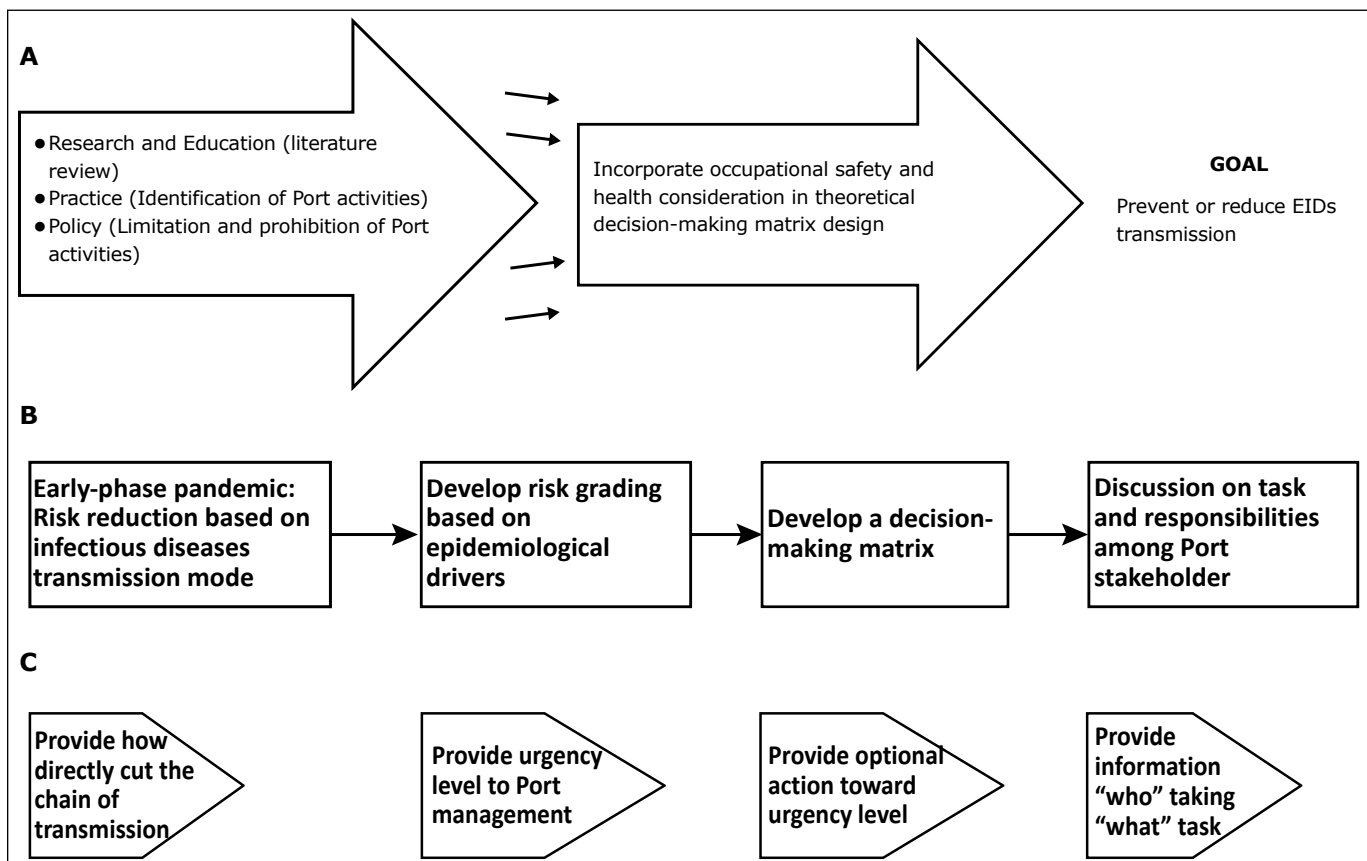 A
● Research and Education (literature
review)
● Practice (Identification of Port activities)
● Policy (Limitation and prohibition of Port
activities)
Incorporate occupational safety and
health consideration in theoretical
decision-making matrix design
GOAL
Prevent or reduce EIDs
transmission
B
Early-phase pandemic:
Risk reduction based on
infectious diseases
transmission mode
Develop risk grading
based on
epidemiological
drivers
Develop a decision-
making matrix
Discussion on task
and responsibilities
among Port
stakeholder
C
Provide how
directly cut the
chain of
transmission
Provide urgency
level to Port
management
Provide optional
action toward
urgency level
Provide
information
“who” taking
“what” task